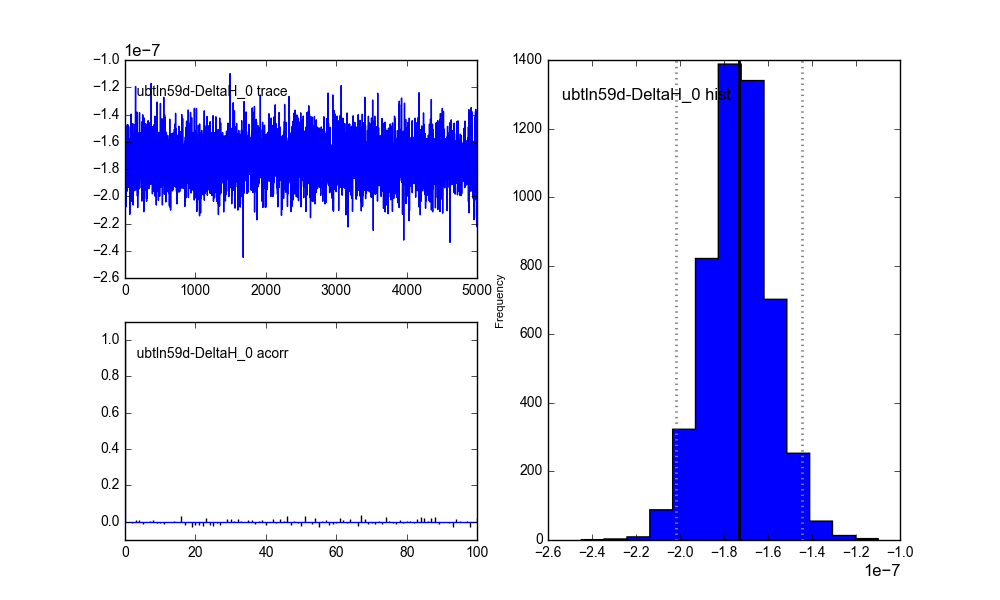 1e−7
−1.0
−1.2
−1.4
−1.6
−1.8
−2.0
−2.2
−2.4
−2.6
ubtln59d-DeltaH_0 trace
0 1000 2000 3000 4000 5000
1.0
0.8
0.6
0.4
0.2
0.0
ubtln59d-DeltaH_0 acorr
0 20 40 60 80 100
Frequency
1400
1200
1000
800
600
400
200
0
ubtln59d-DeltaH_0 hist
−2.6 −2.4 −2.2 −2.0 −1.8 −1.6 −1.4 −1.2 −1.0
1e−7